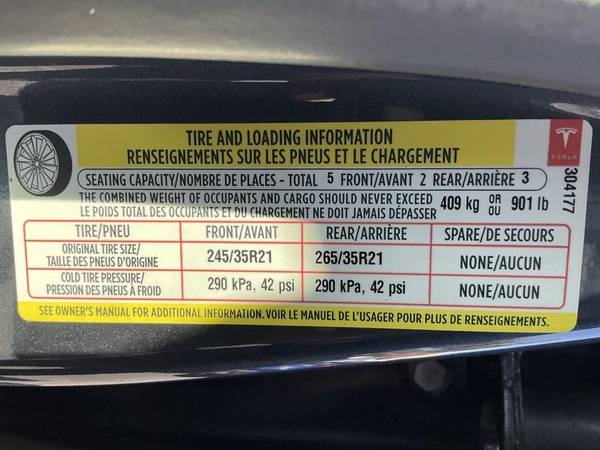 TIRE AND LOADING INFORMATION
RENSEIGNEMENTS SUR LES PNEUS ET LE CHARGEMENT
TESLA
SEATING CAPACITY/NOMBRE DE PLACES - TOTAL 5 FRONT/AVANT 2 REAR/ARRIÈRE 3
THE COMBINED WEIGHT OF OCCUPANTS AND CARGO SHOULD NEVER EXCEED 409 kg OR 901 lb
LE POIDS TOTAL DES OCCUPANTS ET DU CHARGEMENT NE DOIT JAMAIS DÉPASSER OU
304177
TIRE/PNEU FRONT/AVANT REAR/ARRIÈRE SPARE/DE SECOURS
ORIGINAL TIRE SIZE/
TAILLE DES PNEUS D'ORIGINE 245/35R21 265/35R21 NONE/AUCUN
COLD TIRE PRESSURE/
PRESSION DES PNEUS À FROID 290 kPa, 42 psi 290 kPa, 42 psi NONE/AUCUN
SEE OWNER'S MANUAL FOR ADDITIONAL INFORMATION. VOIR LE MANUEL DE L'USAGER POUR PLUS DE RENSEIGNEMENTS.